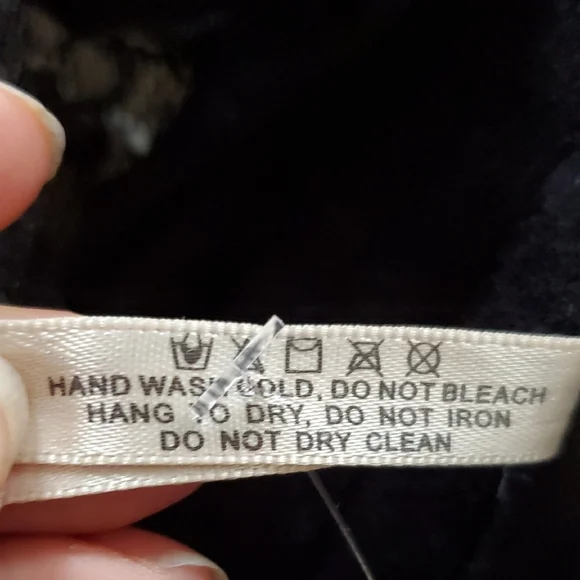 HAND WASH COLD, DO NOT BLEACH
HANG TO DRY, DO NOT IRON
DO NOT DRY CLEAN